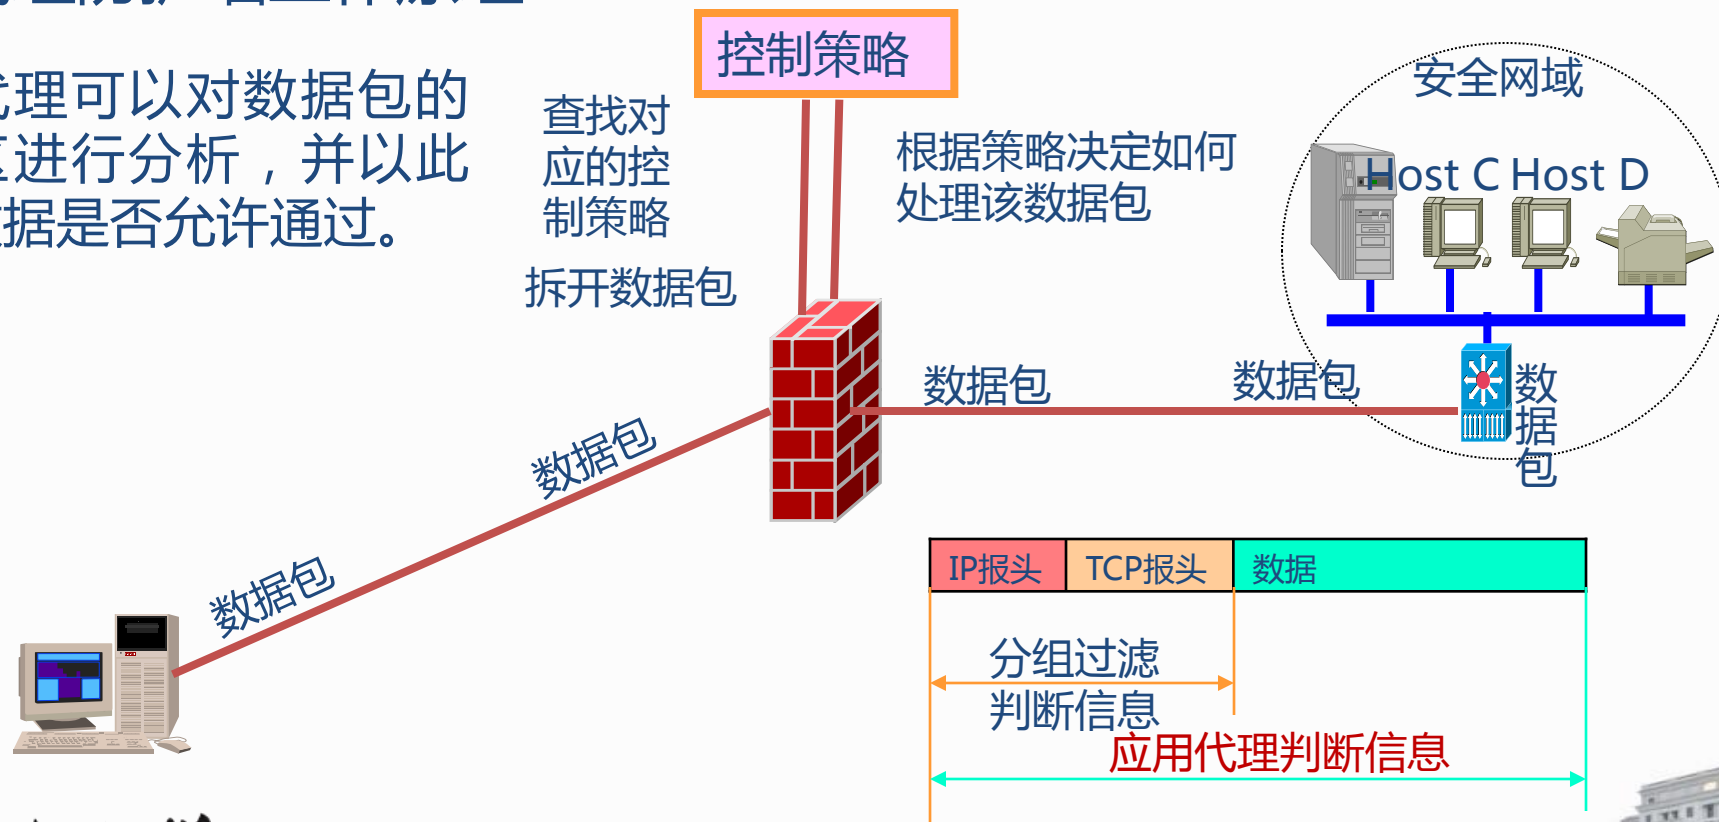 理可以对数据包的
进行分析，并以此
据是否允许通过。
控制策略
查找对
应的控
制策略
拆开数据包
根据策略决定如何
处理该数据包
安全网域
Host C
Host D
数据包
数据包
数
据
包
数据包
数据包
IP报头
TCP报头
数据
分组过滤
判断信息
应用代理判断信息